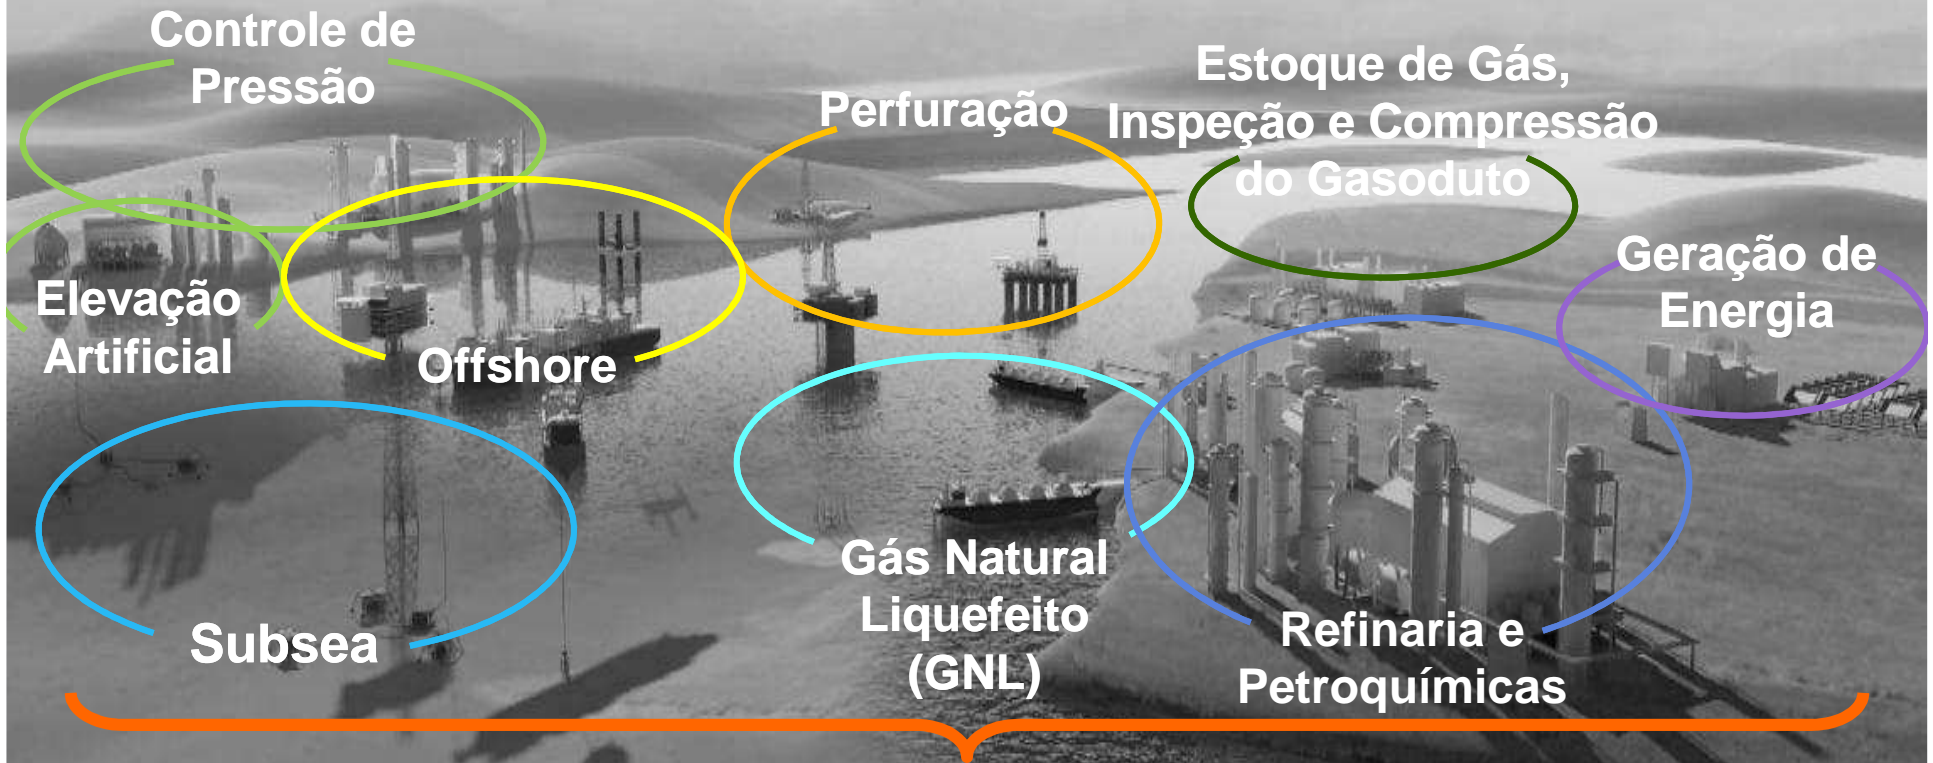 Controle de
Pressão
Estoque de Gás,
Inspeção e Compressão
do Gasoduto
Perfuração
Geração de
Energia
Elevação
Artificial
Offshore
Gás Natural
Liquefeito
(GNL)
Subsea
Refinaria e
Petroquímicas